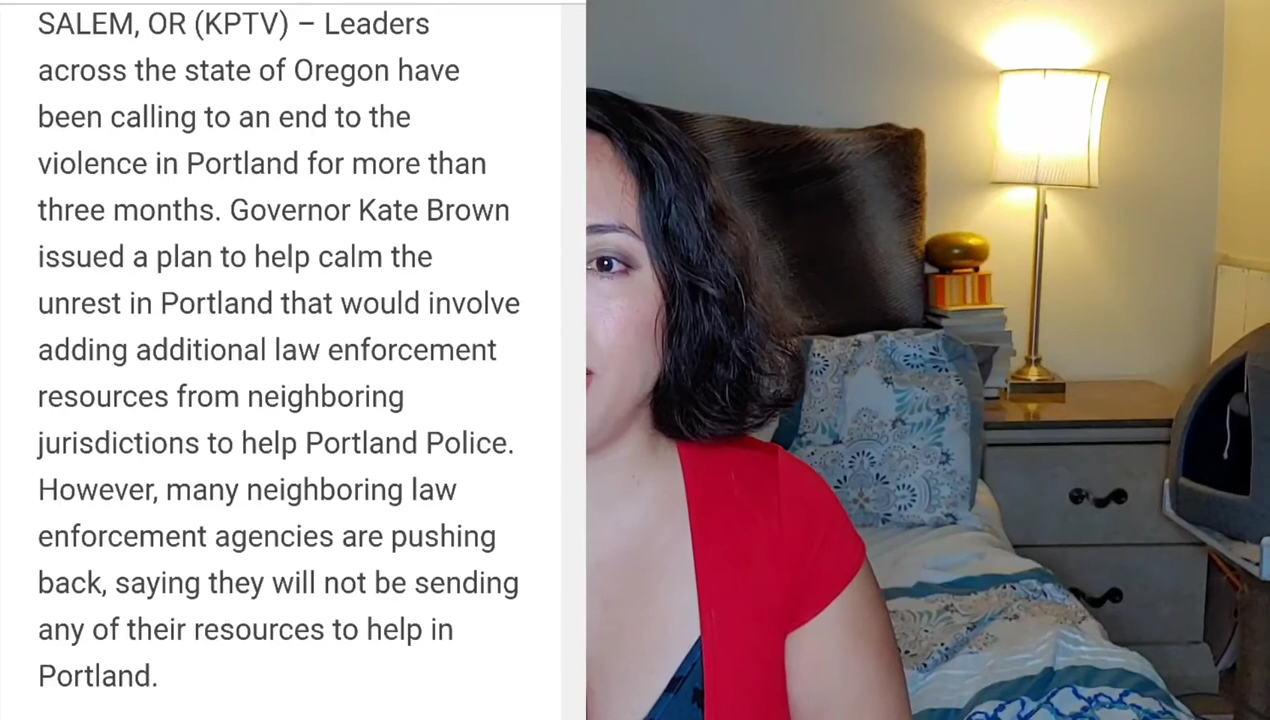 SALEM, OR (KPTV) – Leaders
across the state of Oregon have
been calling to an end to the
violence in Portland for more than
three months. Governor Kate Brown
issued a plan to help calm the
unrest in Portland that would involve
adding additional law enforcement
resources from neighboring
jurisdictions to help Portland Police.
However, many neighboring law
enforcement agencies are pushing
back, saying they will not be sending
any of their resources to help in
Portland.